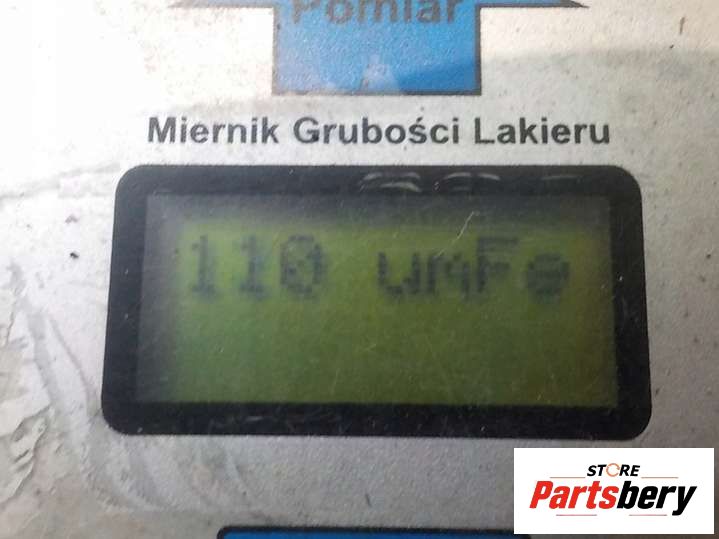 Pomiar
Miernik Grubości Lakieru
110 umFe
STORE
Partsbery